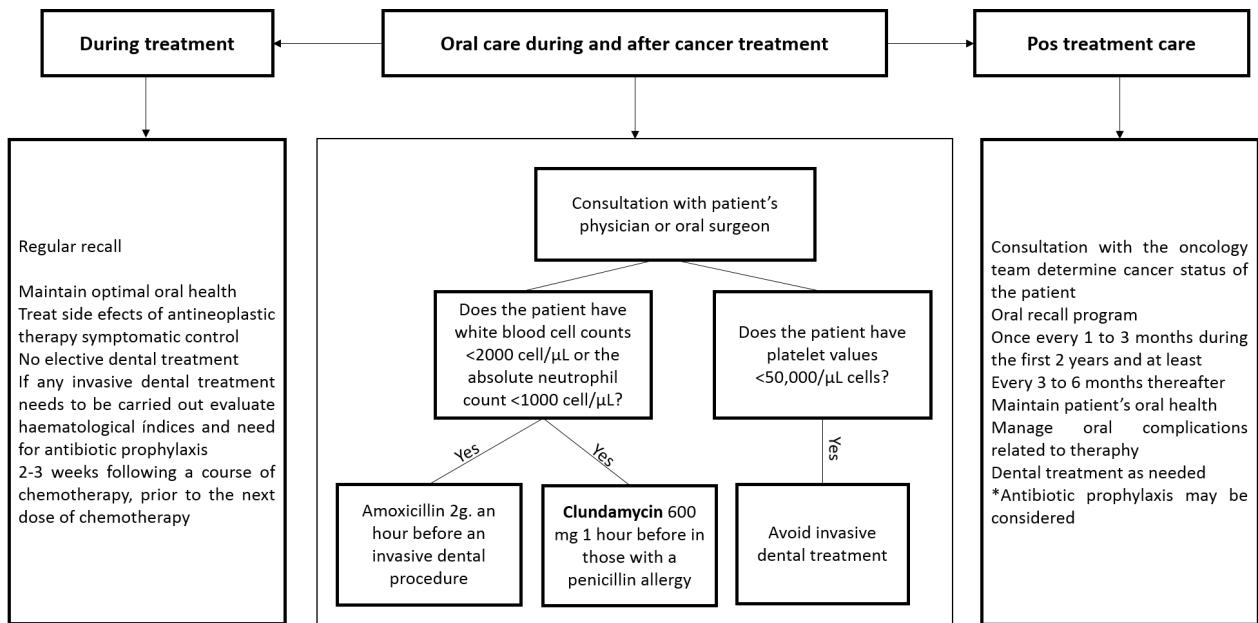 During treatment
Oral care during and after cancer treatment
Pos treatment care
Regular recall
Maintain optimal oral health
Treat side efects of antineoplastic
therapy symptomatic control
No elective dental treatment
If any invasive dental treatment
needs to be carried out evaluate
haematological índices and need
for antibiotic prophylaxis
2-3 weeks following a course of
chemotherapy, prior to the next
dose of chemotherapy
Consultation with patient's
physician or oral surgeon
Does the patient have
white blood cell counts
<2000 cell/µL or the
absolute neutrophil
count <1000 cell/µL?
Does the patient have
platelet values
<50,000/µL cells?
Yes
Yes
Yes
Amoxicillin 2g. an
hour before an
invasive dental
procedure
Clundamycin 600
mg 1 hour before in
those with a
penicillin allergy
Avoid invasive
dental treatment
Consultation with the oncology
team determine cancer status of
the patient
Oral recall program
Once every 1 to 3 months during
the first 2 years and at least
Every 3 to 6 months thereafter
Maintain patient's oral health
Manage oral complications
related to theraphy
Dental treatment as needed
*Antibiotic prophylaxis may be
considered